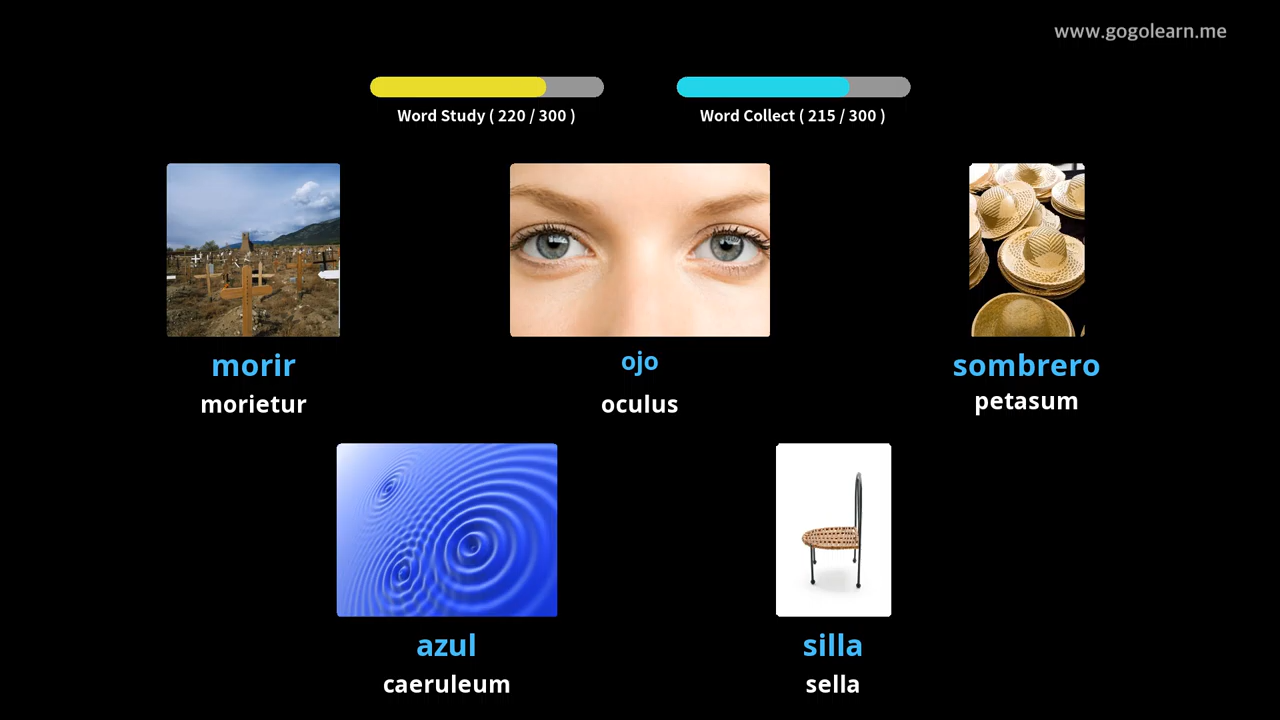 www.gogolearn.me
Word Study ( 220 / 300 )
Word Collect ( 215 / 300 )
morir
ojo
sombrero
morietur
oculus
petasum
azul
silla
caeruleum
sella